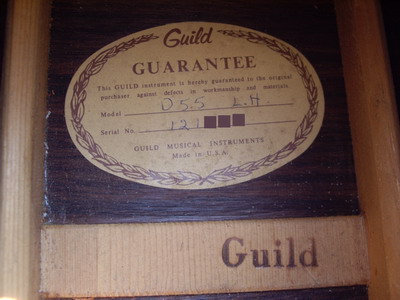 Guild
GUARANTEE
This GUILD instrument is hereby guaranteed to the original
purchaser against defects in workmanship and materials.
Model D55 L.H.
Serial No. 121
GUILD MUSICAL INSTRUMENTS
Made in U.S.A.
Guild